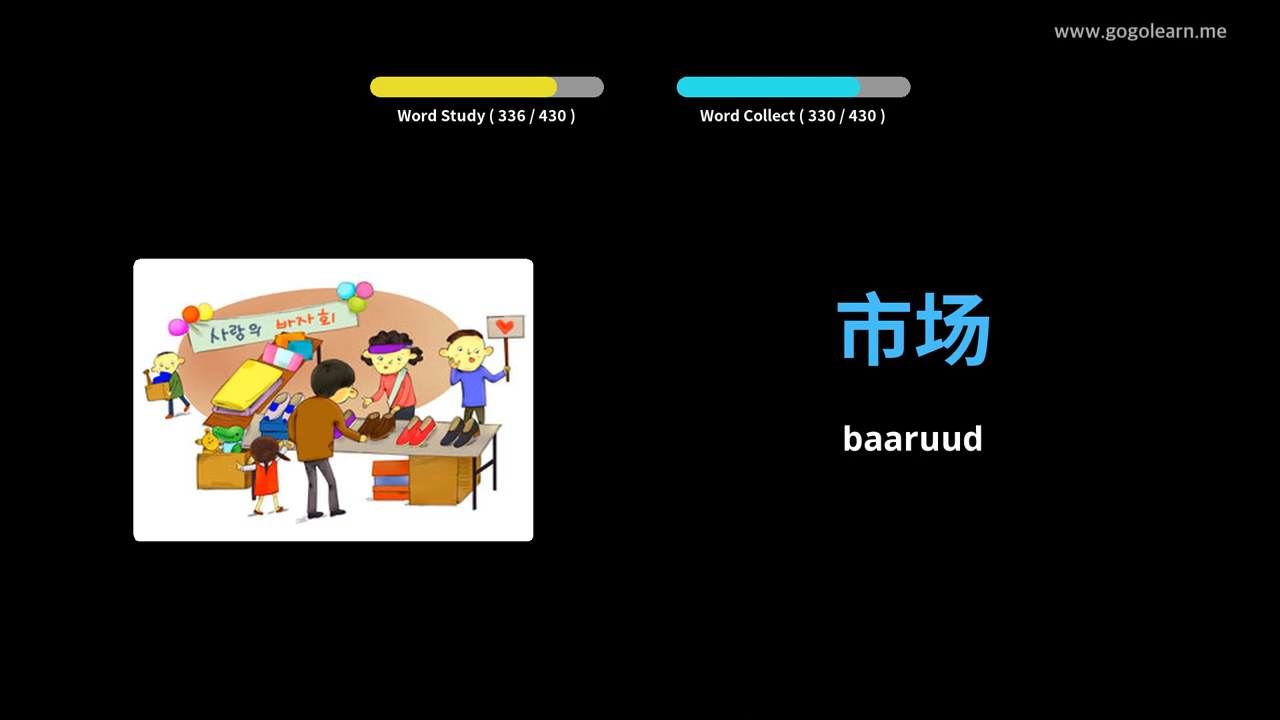 www.gogolearn.me
Word Study ( 336 / 430 )
Word Collect ( 330 / 430 )
사랑의 바자회
市场
baaruud